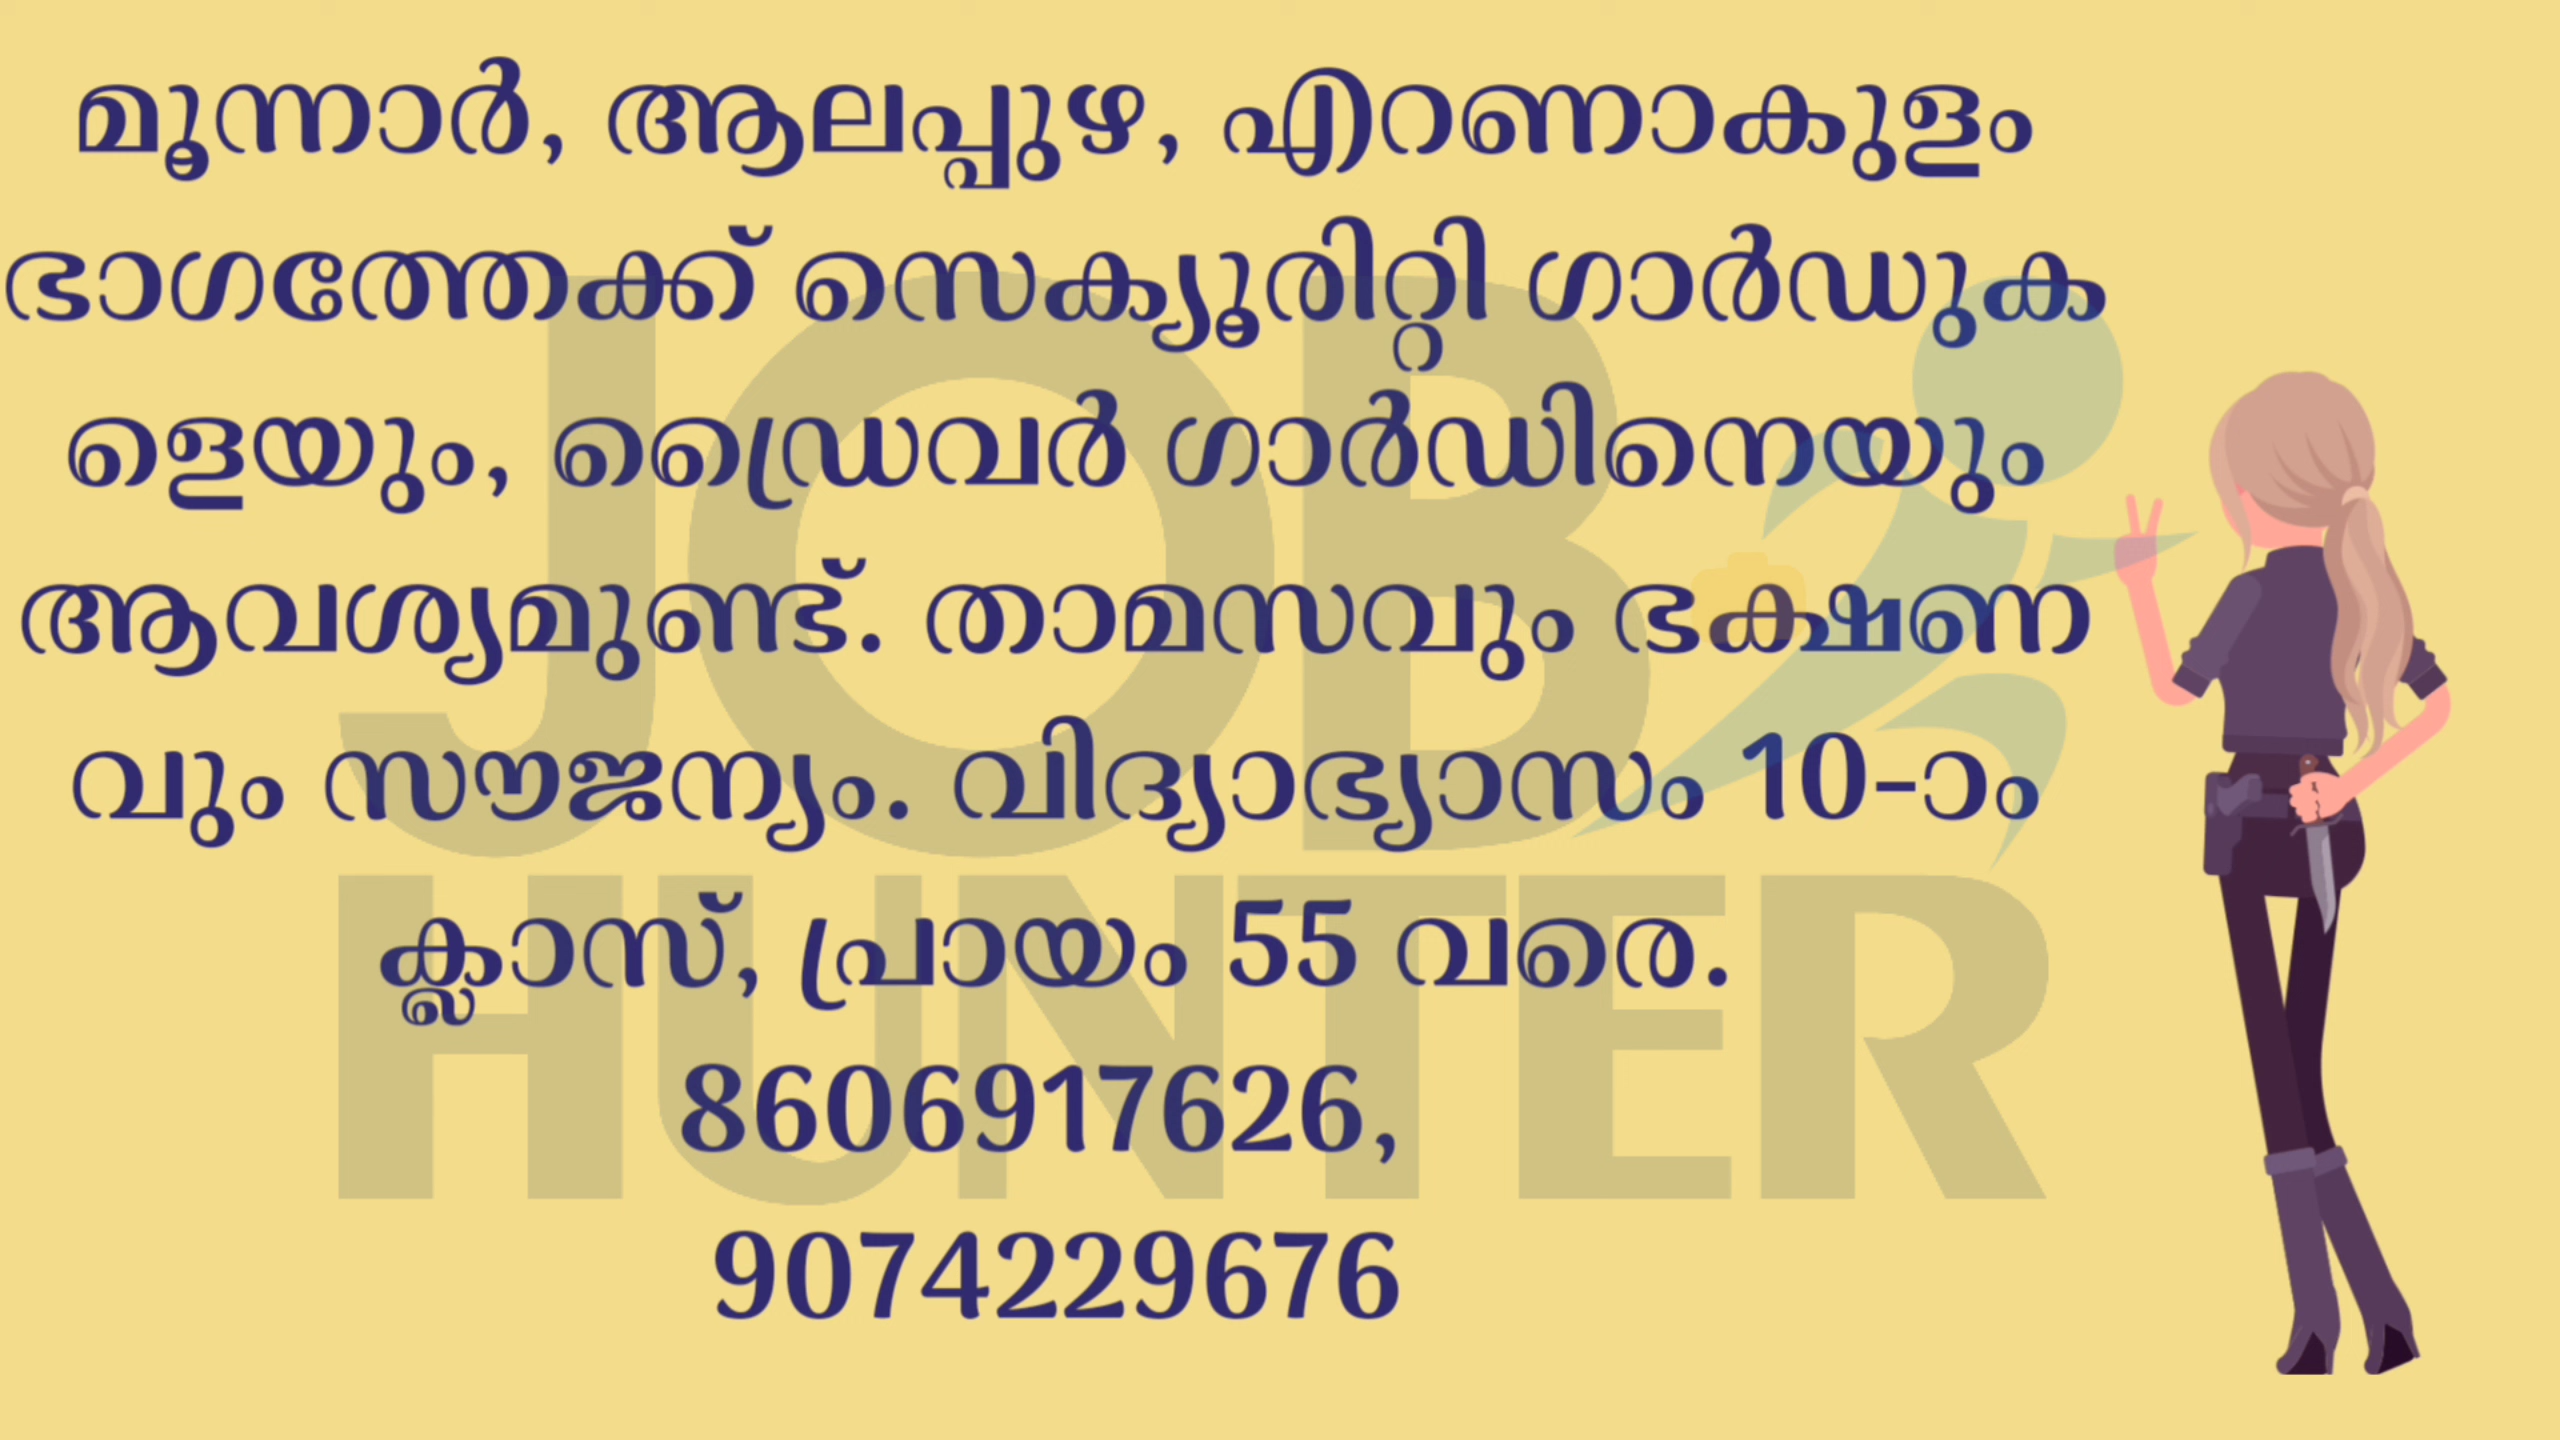 മൂന്നാർ, ആലപ്പുഴ, എറണാകുളം
ഭാഗത്തേക്ക് സെക്യൂരിറ്റി ഗാർഡുക
ളെയും, ഡ്രൈവർ ഗാർഡിനെയും
ആവശ്യമുണ്ട്. താമസവും ഭക്ഷണ
വും സൗജന്യം. വിദ്യാഭ്യാസം 10-ാം
ക്ലാസ്, പ്രായം 55 വരെ.
8606917626,
9074229676
JOB
HUNTER